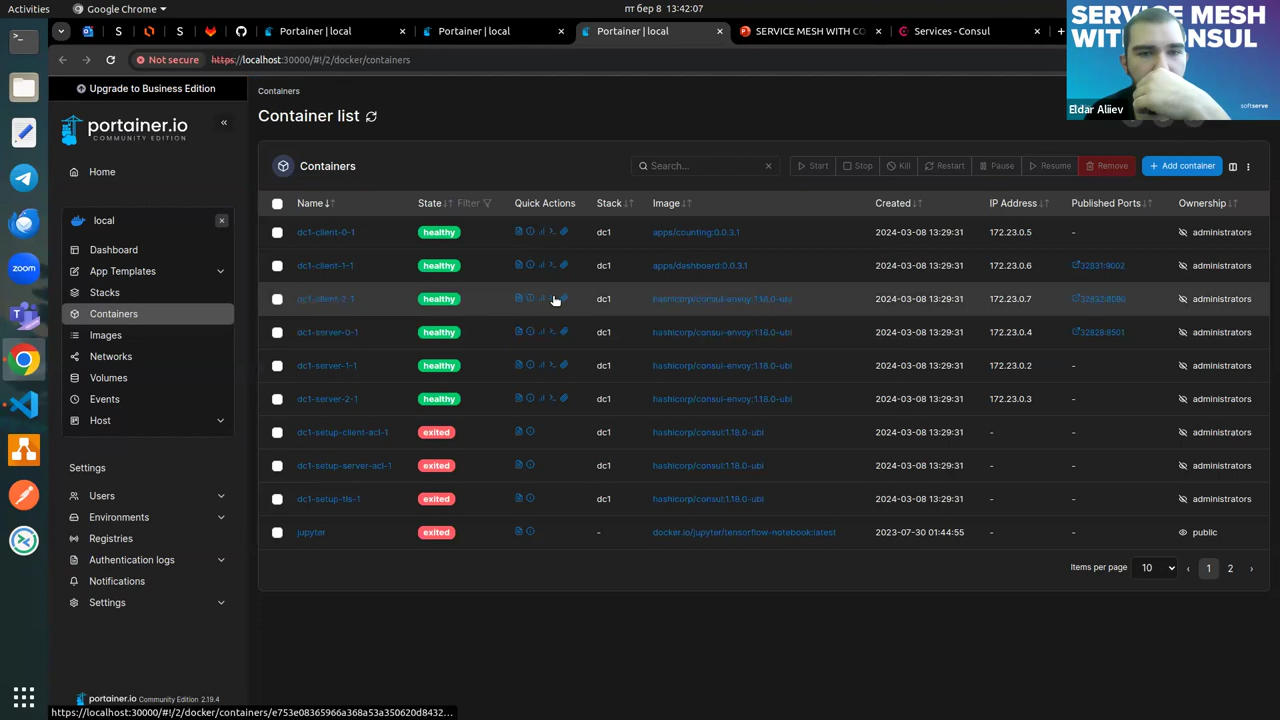 Activities
Google Chrome
пт бер 8 13:42:07
Portainer | local
Portainer | local
Portainer | local
SERVICE MESH WITH CO
Services - Consul
Not secure
https://localhost:30000/#!/2/docker/containers
SERVICE MESH
WITH CONSUL
Eldar Aliiev
softserve
Upgrade to Business Edition
portainer.io
COMMUNITY EDITION
Home
local
Dashboard
App Templates
Stacks
Containers
Images
Networks
Volumes
Events
Host
Settings
Users
Environments
Registries
Authentication logs
Notifications
Settings
portainer.io Community Edition 2.19.4
Containers
Container list
Containers
Search...
Start
Stop
Kill
Restart
Pause
Resume
Remove
+ Add container
Name State Filter Quick Actions Stack Image Created IP Address Published Ports Ownership
dc1-client-0-1 healthy dc1 apps/counting:0.0.3.1 2024-03-08 13:29:31 172.23.0.5 - administrators
dc1-client-1-1 healthy dc1 apps/dashboard:0.0.3.1 2024-03-08 13:29:31 172.23.0.6 32831:9002 administrators
dc1-client-2-1 healthy dc1 hashicorp/consul-envoy:1.18.0-ubi 2024-03-08 13:29:31 172.23.0.7 32832:8080 administrators
dc1-server-0-1 healthy dc1 hashicorp/consul-envoy:1.18.0-ubi 2024-03-08 13:29:31 172.23.0.4 32828:8501 administrators
dc1-server-1-1 healthy dc1 hashicorp/consul-envoy:1.18.0-ubi 2024-03-08 13:29:31 172.23.0.2 - administrators
dc1-server-2-1 healthy dc1 hashicorp/consul-envoy:1.18.0-ubi 2024-03-08 13:29:31 172.23.0.3 - administrators
dc1-setup-client-acl-1 exited dc1 hashicorp/consul:1.18.0-ubi 2024-03-08 13:29:31 - - administrators
dc1-setup-server-acl-1 exited dc1 hashicorp/consul:1.18.0-ubi 2024-03-08 13:29:31 - - administrators
dc1-setup-tls-1 exited dc1 hashicorp/consul:1.18.0-ubi 2024-03-08 13:29:31 - - administrators
jupyter exited - docker.io/jupyter/tensorflow-notebook:latest 2023-07-30 01:44:55 - - public
Items per page 10 ‹ 1 2 ›
https://localhost:30000/#!/2/docker/containers/e753e08365966a368a53a350620d8432...